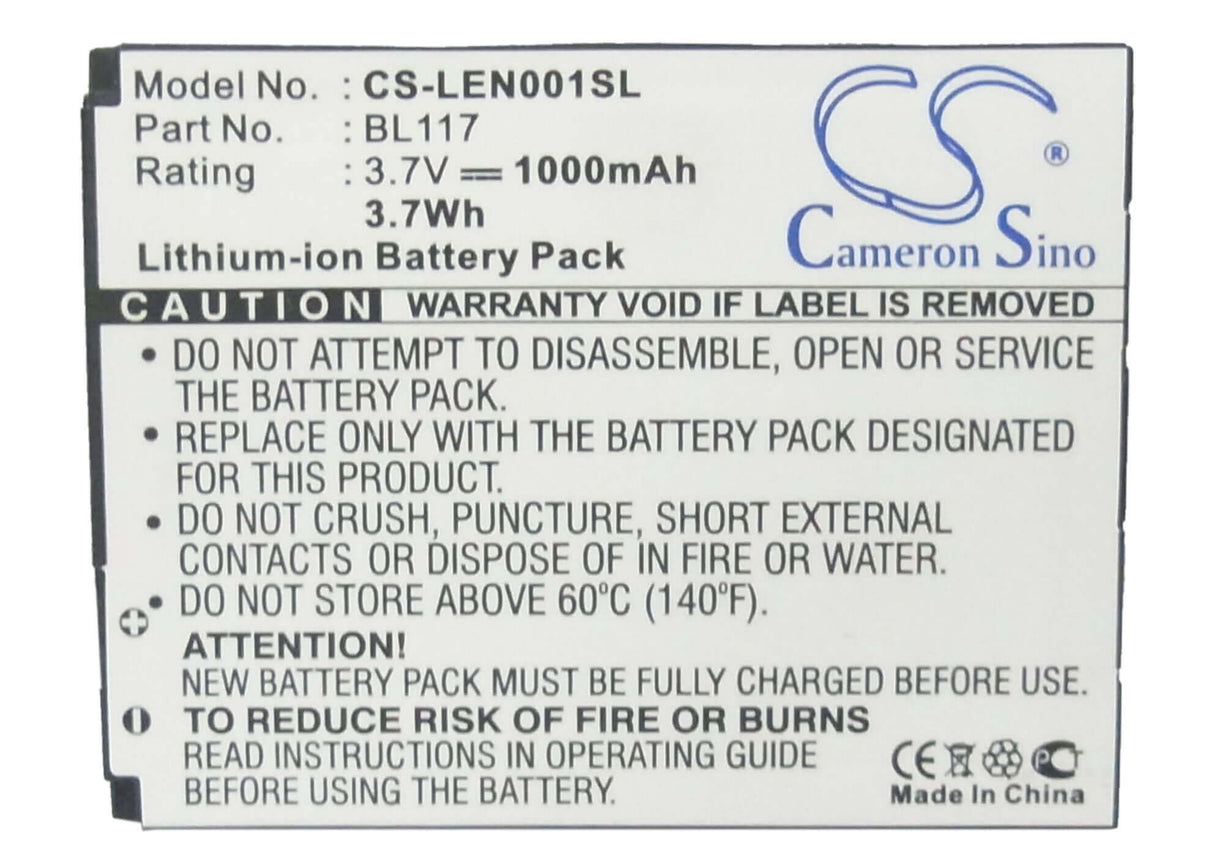 Model No. : CS-LEN001SL
Part No. : BL117
Rating : 3.7V 1000mAh
3.7Wh
Lithium-ion Battery Pack
CS ®
Cameron Sino
CAUTION WARRANTY VOID IF LABEL IS REMOVED
• DO NOT ATTEMPT TO DISASSEMBLE, OPEN OR SERVICE
THE BATTERY PACK.
• REPLACE ONLY WITH THE BATTERY PACK DESIGNATED
FOR THIS PRODUCT.
• DO NOT CRUSH, PUNCTURE, SHORT EXTERNAL
CONTACTS OR DISPOSE OF IN FIRE OR WATER.
• DO NOT STORE ABOVE 60°C (140°F).
ATTENTION!
NEW BATTERY PACK MUST BE FULLY CHARGED BEFORE USE.
TO REDUCE RISK OF FIRE OR BURNS
READ INSTRUCTIONS IN OPERATING GUIDE
BEFORE USING THE BATTERY.
CE PCT
Made In China